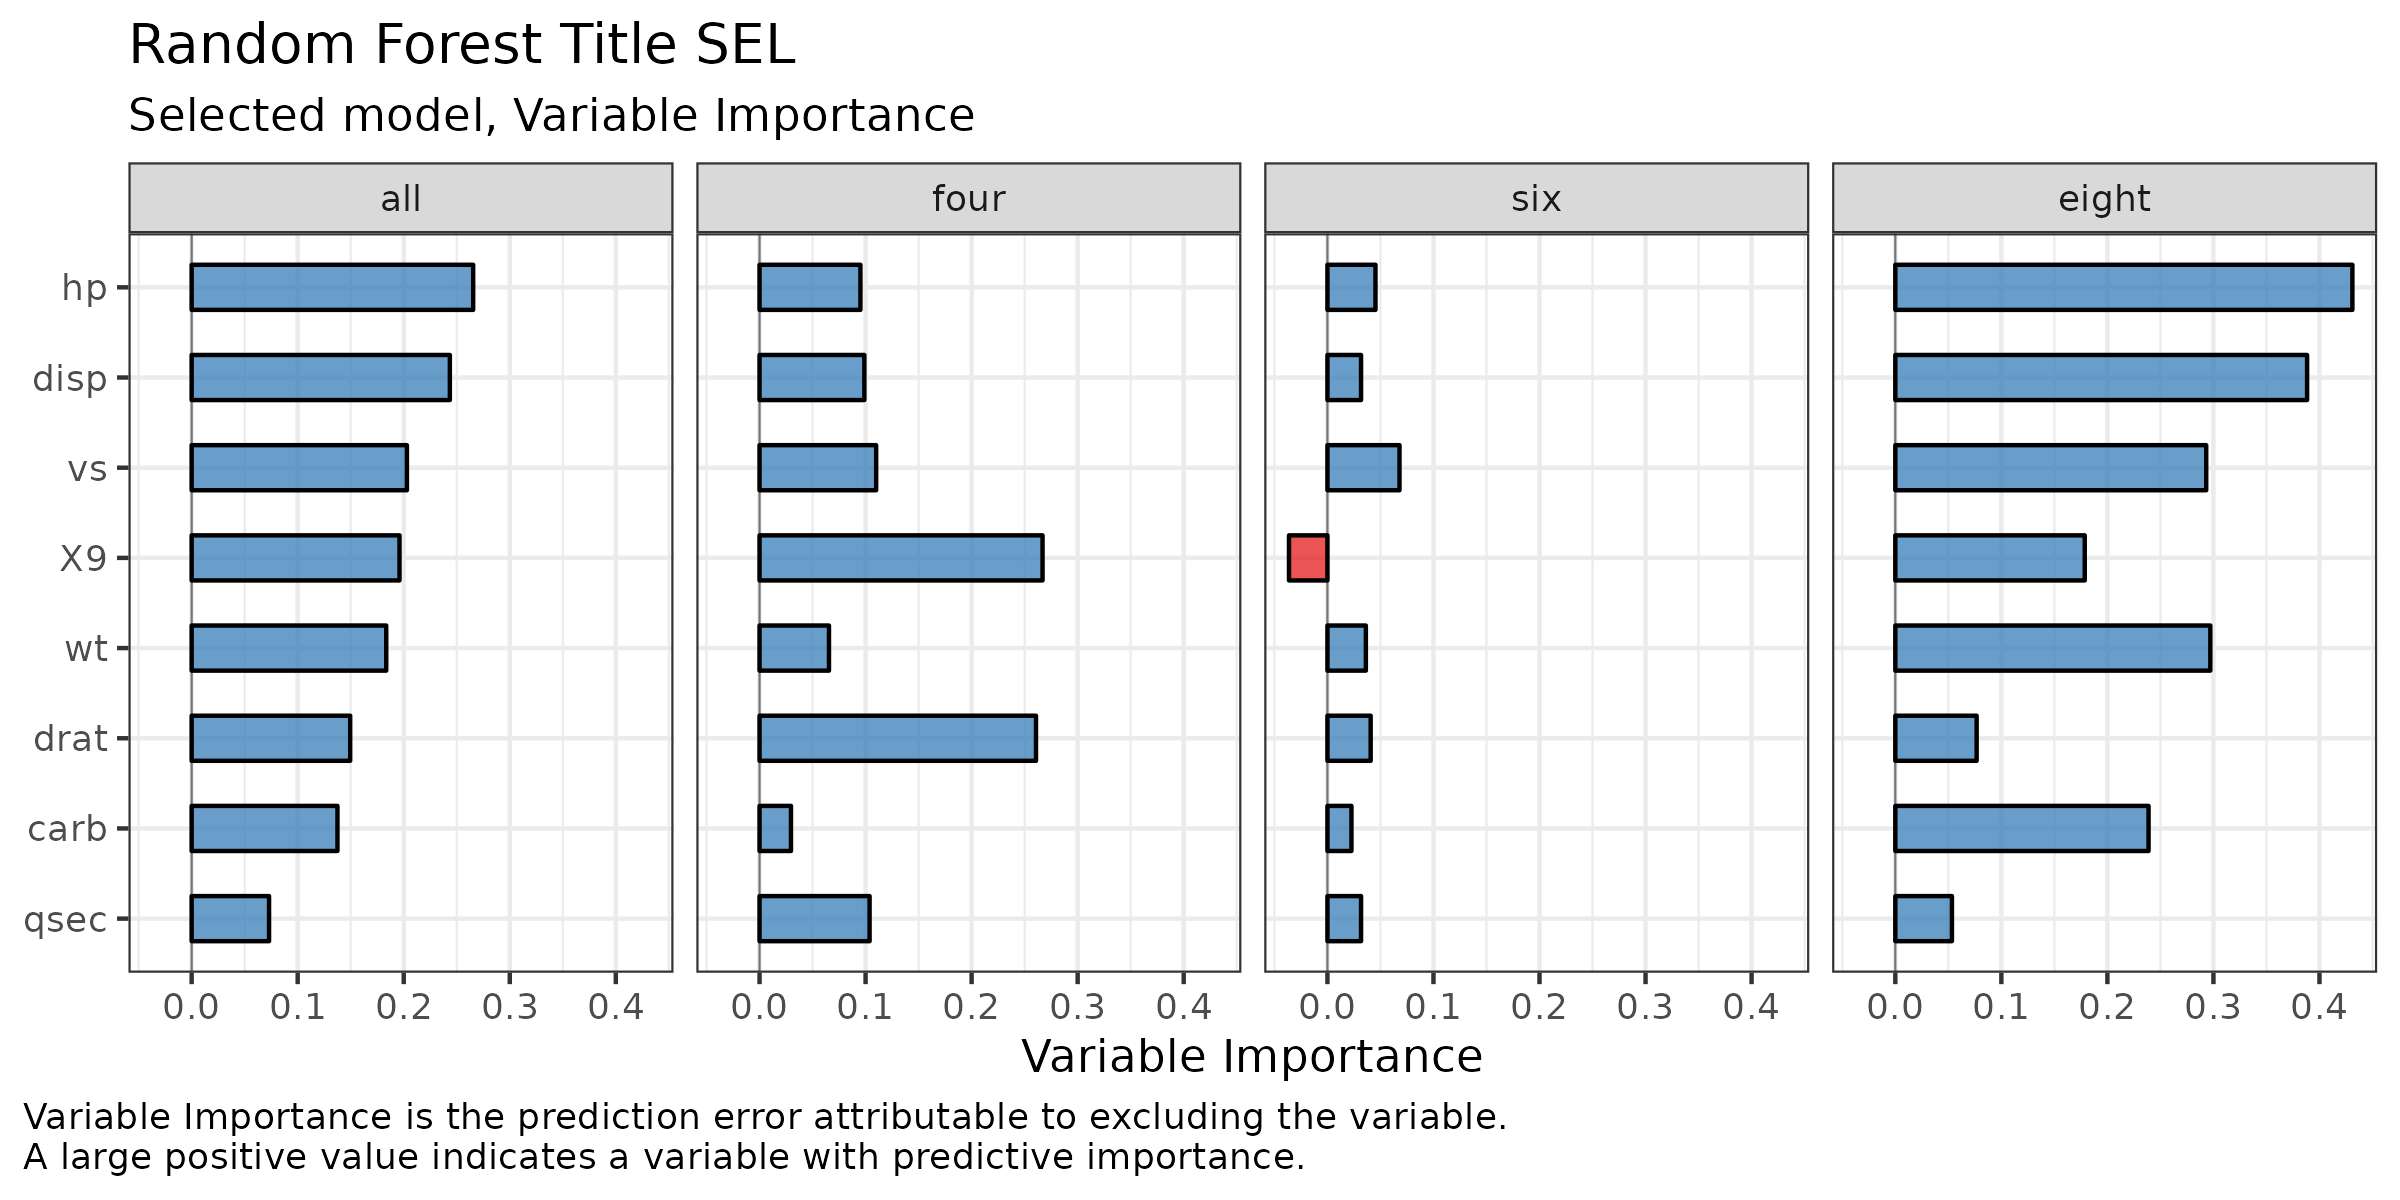 Random Forest Title SEL
Selected model, Variable Importance
all four six eight
hp
disp
vs
X9
wt
drat
carb
qsec
0.0 0.1 0.2 0.3 0.4 0.0 0.1 0.2 0.3 0.4 0.0 0.1 0.2 0.3 0.4 0.0 0.1 0.2 0.3 0.4
Variable Importance
Variable Importance is the prediction error attributable to excluding the variable.
A large positive value indicates a variable with predictive importance.